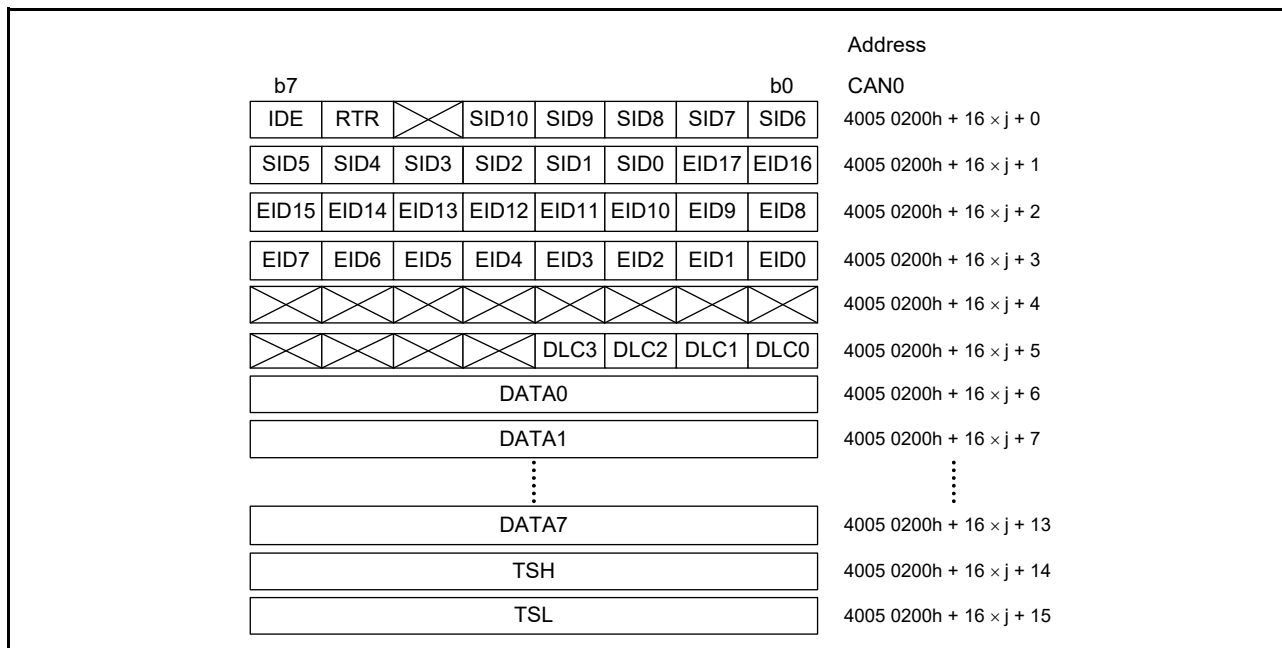 Address
b7 b0 CAN0
IDE RTR SID10 SID9 SID8 SID7 SID6 4005 0200h + 16 × j + 0
SID5 SID4 SID3 SID2 SID1 SID0 EID17 EID16 4005 0200h + 16 × j + 1
EID15 EID14 EID13 EID12 EID11 EID10 EID9 EID8 4005 0200h + 16 × j + 2
EID7 EID6 EID5 EID4 EID3 EID2 EID1 EID0 4005 0200h + 16 × j + 3
4005 0200h + 16 × j + 4
DLC3 DLC2 DLC1 DLC0 4005 0200h + 16 × j + 5
DATA0 4005 0200h + 16 × j + 6
DATA1 4005 0200h + 16 × j + 7
DATA7 4005 0200h + 16 × j + 13
TSH 4005 0200h + 16 × j + 14
TSL 4005 0200h + 16 × j + 15